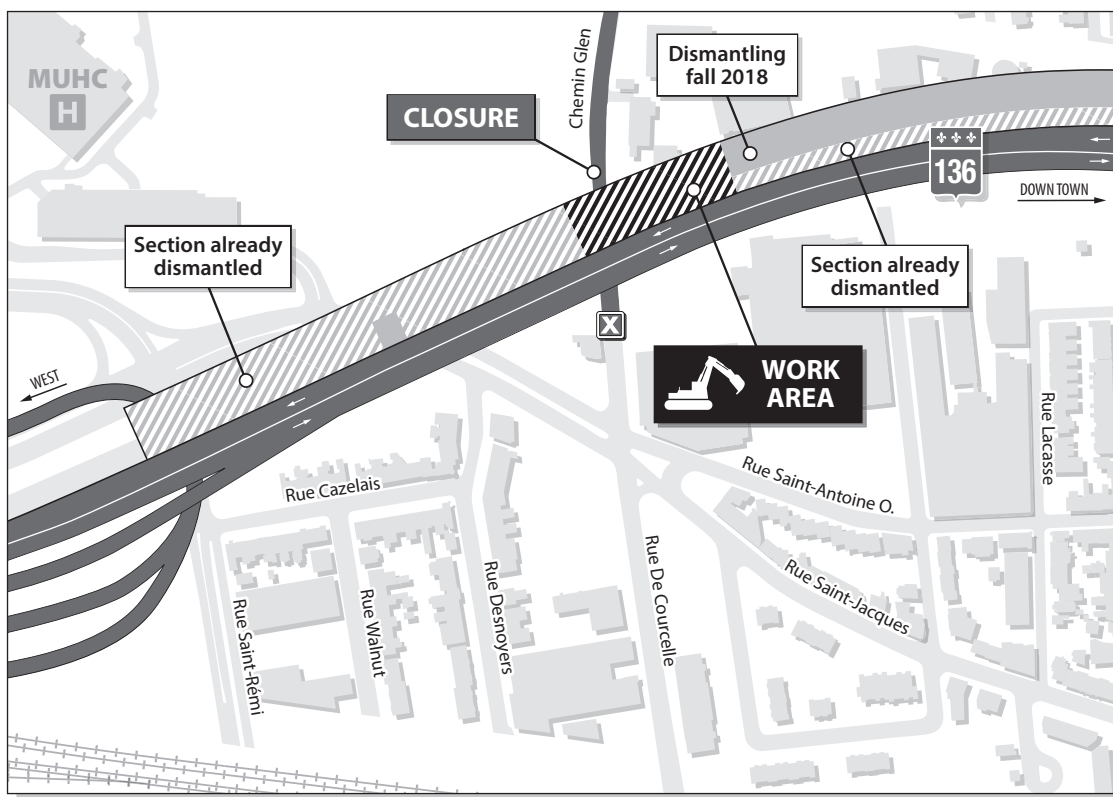 MUHC
H
Chemin Glen
Dismantling
fall 2018
CLOSURE
136
DOWN TOWN
Section already
dismantled
Section already
dismantled
X
WEST
WORK
AREA
Rue Lacasse
Rue Saint-Antoine O.
Rue Cazelais
Rue Saint-Jacques
Rue De Courcelle
Rue Desnoyers
Rue Walnut
Rue Saint-Rémi